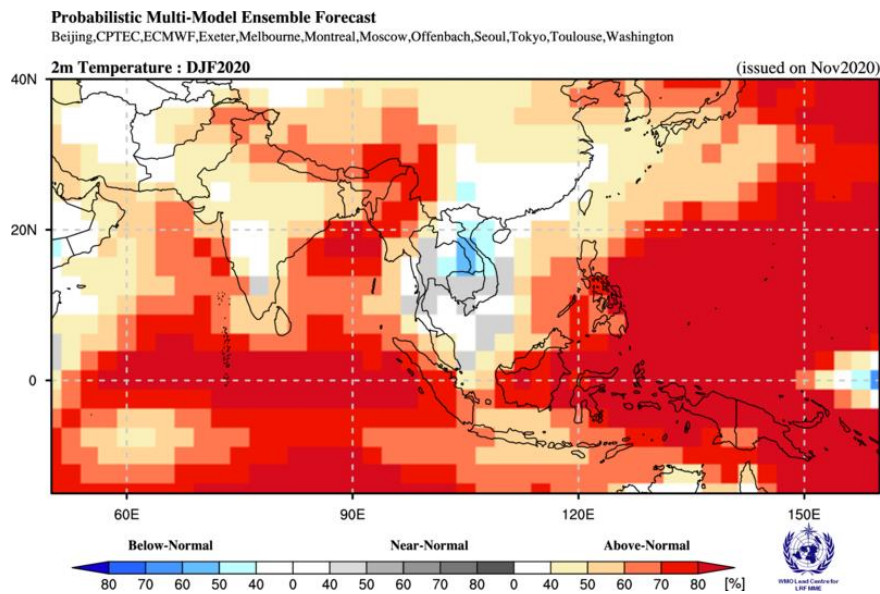 Probabilistic Multi-Model Ensemble Forecast
Beijing,CPTEC,ECMWF,Exeter,Melbourne,Montreal,Moscow,Offenbach,Seoul,Tokyo,Toulouse,Washington
2m Temperature : DJF2020 (issued on Nov2020)
40N
20N
0
60E 90E 120E 150E
Below-Normal Near-Normal Above-Normal
80 70 60 50 40 0 40 50 60 70 80 0 40 50 60 70 80 [%]
WMO Lead Centre for
LRF MME